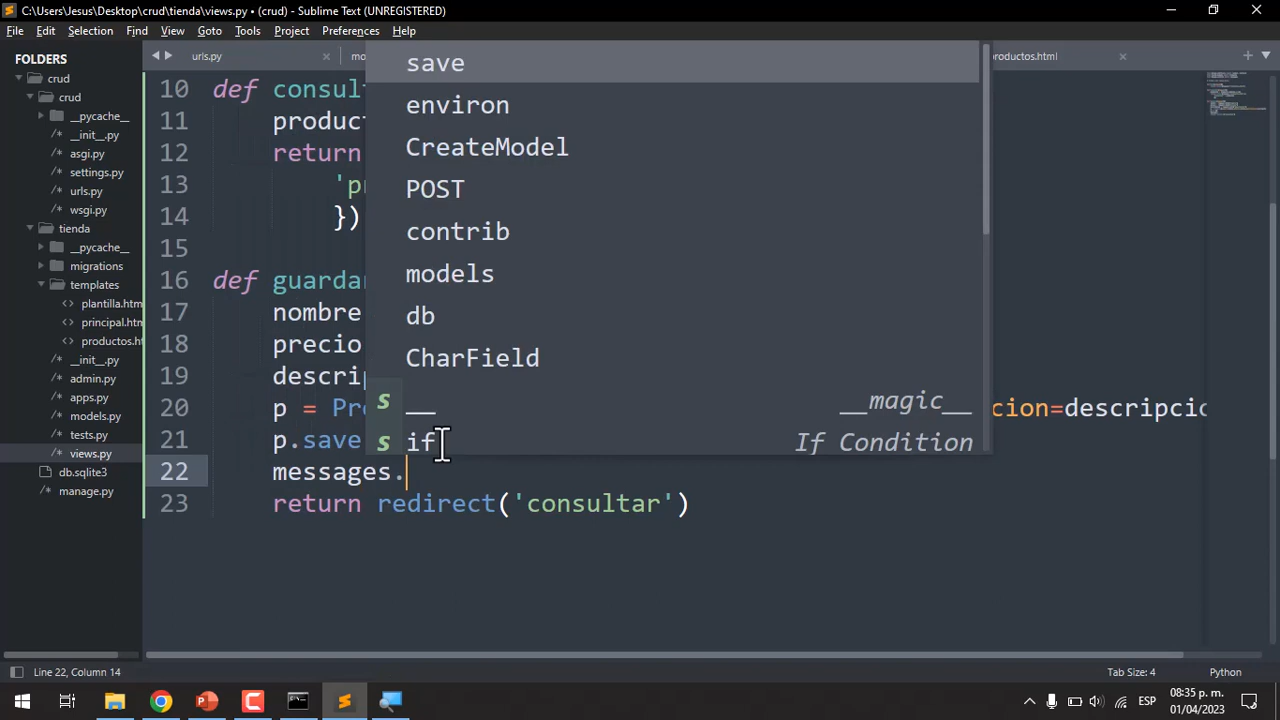 C:\Users\Jesus\Desktop\crud\tienda\views.py • (crud) - Sublime Text (UNREGISTERED)
File Edit Selection Find View Goto Tools Project Preferences Help
FOLDERS
crud
crud
__pycache__
__init__.py
asgi.py
settings.py
urls.py
wsgi.py
tienda
__pycache__
migrations
templates
plantilla.htm
principal.htm
productos.ht
__init__.py
admin.py
apps.py
models.py
tests.py
views.py
db.sqlite3
manage.py
urls.py
mo
productos.html
10 def consul
11 product
12 return
13 'pr
14 })
15
16 def guardar
17 nombre
18 precio
19 descrip
20 p = Pr cion=descripcio
21 p.save
22 messages.
23 return redirect('consultar')
save
environ
CreateModel
POST
contrib
models
db
CharField
s __ __magic__
s if If Condition
Line 22, Column 14
Tab Size: 4
Python
ESP
08:35 p. m.
01/04/2023